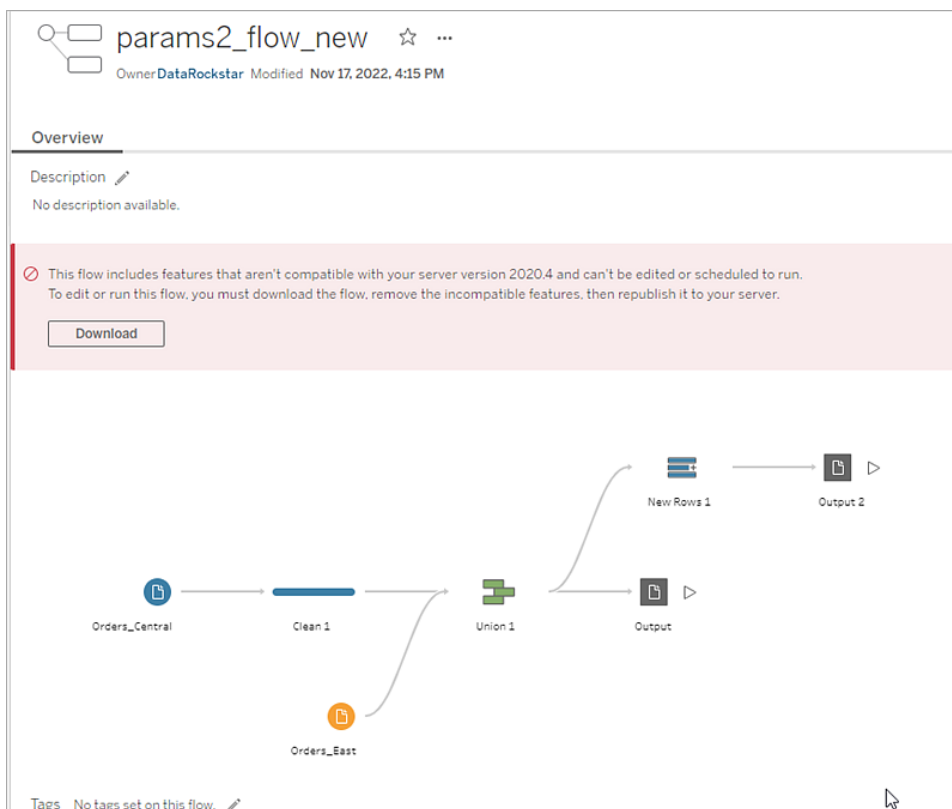 params2_flow_new
OwnerDataRockstar Modified Nov 17, 2022, 4:15 PM
Overview
Description
No description available.
This flow includes features that aren't compatible with your server version 2020.4 and can't be edited or scheduled to run.
To edit or run this flow, you must download the flow, remove the incompatible features, then republish it to your server.
Download
New Rows 1
Output 2
Orders_Central
Clean 1
Union 1
Output
Orders_East
Tags No tags set on this flow.